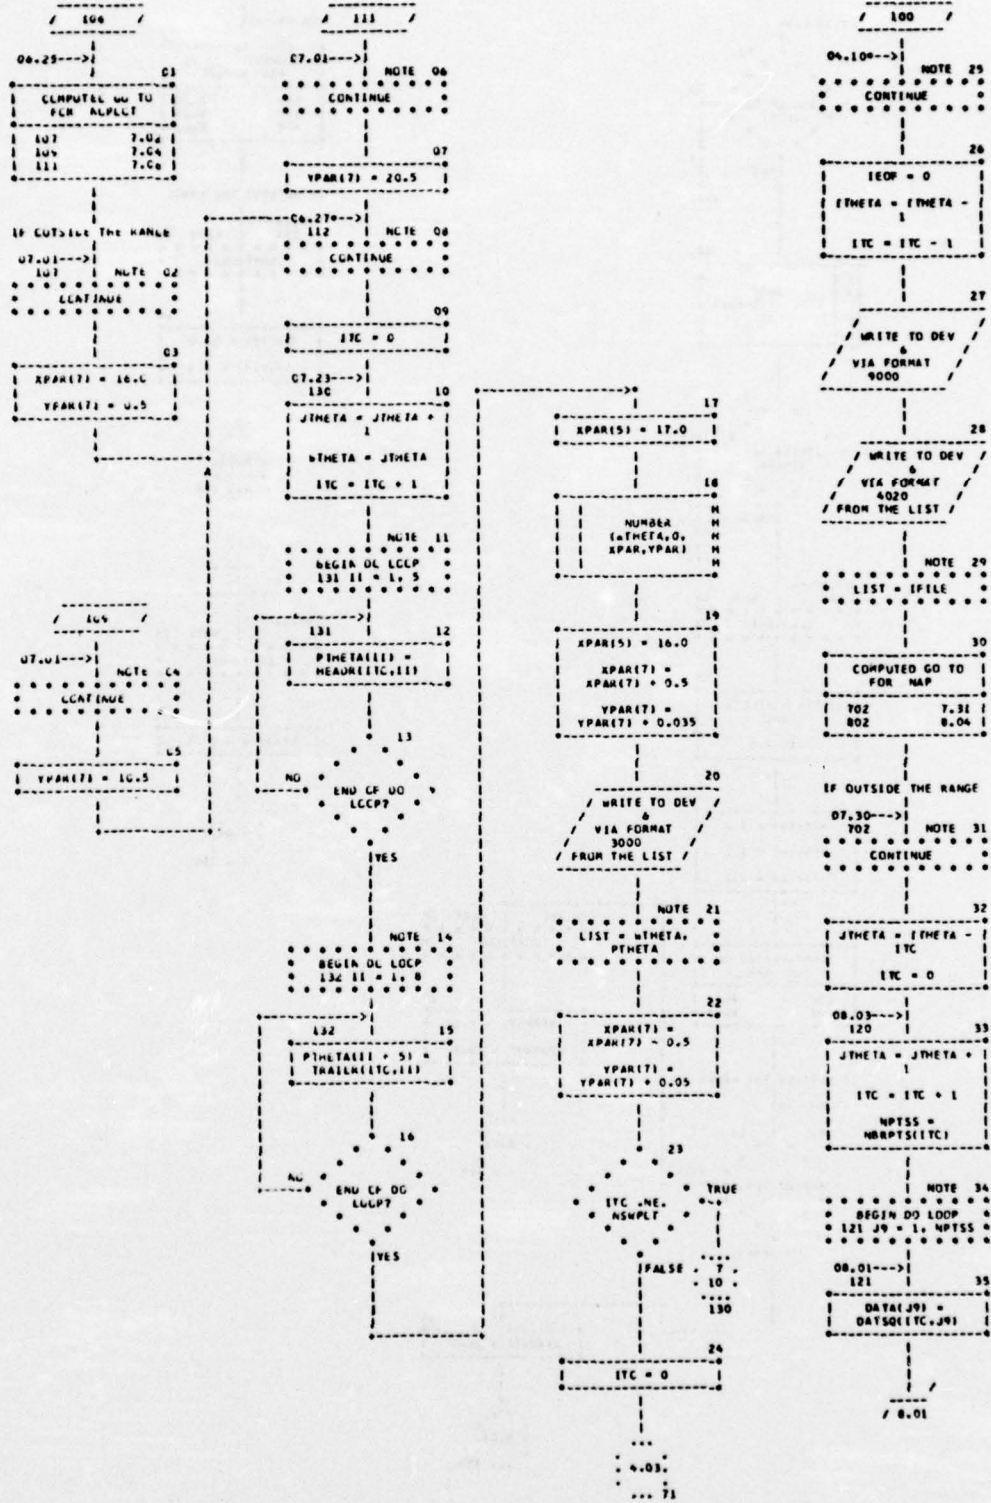 / 106 /
06.25--->
01
COMPUTED GO TO
FOR
107 7.02
109 7.04
111 7.06
IF OUTSIDE THE RANGE
07.01--->
107 NOTE 02
CONTINUE
03
XPAR(7) = 16.0
YPAR(7) = 0.5
/ 109 /
07.01--->
NOTE 04
CONTINUE
05
YPAR(7) = 10.5
/ 111 /
07.01--->
NOTE 06
CONTINUE
07
YPAR(7) = 20.5
06.27*--->
112 NOTE 08
CONTINUE
09
ITC = 0
07.23--->
130 10
JTHETA = JTHETA +
1
WTHETA = JTHETA
ITC = ITC + 1
NOTE 11
BEGIN DO LOOP
131 II = 1, 5
131 12
PTHETA(II) =
HEADR(ITC,II)
13
NO
END OF DO
LOOP?
YES
NOTE 14
BEGIN DO LOOP
132 II = 1, 8
132 15
PTHETA(II + 5) =
TRAILR(ITC,II)
16
NO
END OF DO
LOOP?
YES
17
XPAR(5) = 17.0
18
NUMBER
(WTHETA,0,
XPAR,YPAR)
19
XPAR(5) = 16.0
XPAR(7) =
XPAR(7) + 0.5
YPAR(7) =
YPAR(7) + 0.035
20
WRITE TO DEV
6
VIA FORMAT
3000
FROM THE LIST
NOTE 21
LIST = WTHETA,
PTHETA
22
XPAR(7) =
XPAR(7) - 0.5
YPAR(7) =
YPAR(7) + 0.05
23
ITC .NE.
NSWPLT
TRUE
FALSE
7
10
130
24
ITC = 0
4.03
71
/ 100 /
04.10*--->
NOTE 25
CONTINUE
26
IEOF = 0
ITHETA = ITHETA -
1
ITC = ITC - 1
27
WRITE TO DEV
6
VIA FORMAT
9000
28
WRITE TO DEV
6
VIA FORMAT
4020
FROM THE LIST
NOTE 29
LIST = IFILE
30
COMPUTED GO TO
FOR NAP
702 7.31
802 8.04
IF OUTSIDE THE RANGE
07.30--->
702 NOTE 31
CONTINUE
32
JTHETA = ITHETA -
ITC
ITC = 0
08.03--->
120 33
JTHETA = JTHETA +
1
ITC = ITC + 1
NPTSS =
NBRPTS(ITC)
NOTE 34
BEGIN DO LOOP
121 J9 = 1, NPTSS
08.01--->
121 35
DATA(J9) =
DATSQ(ITC,J9)
/ 8.01 /